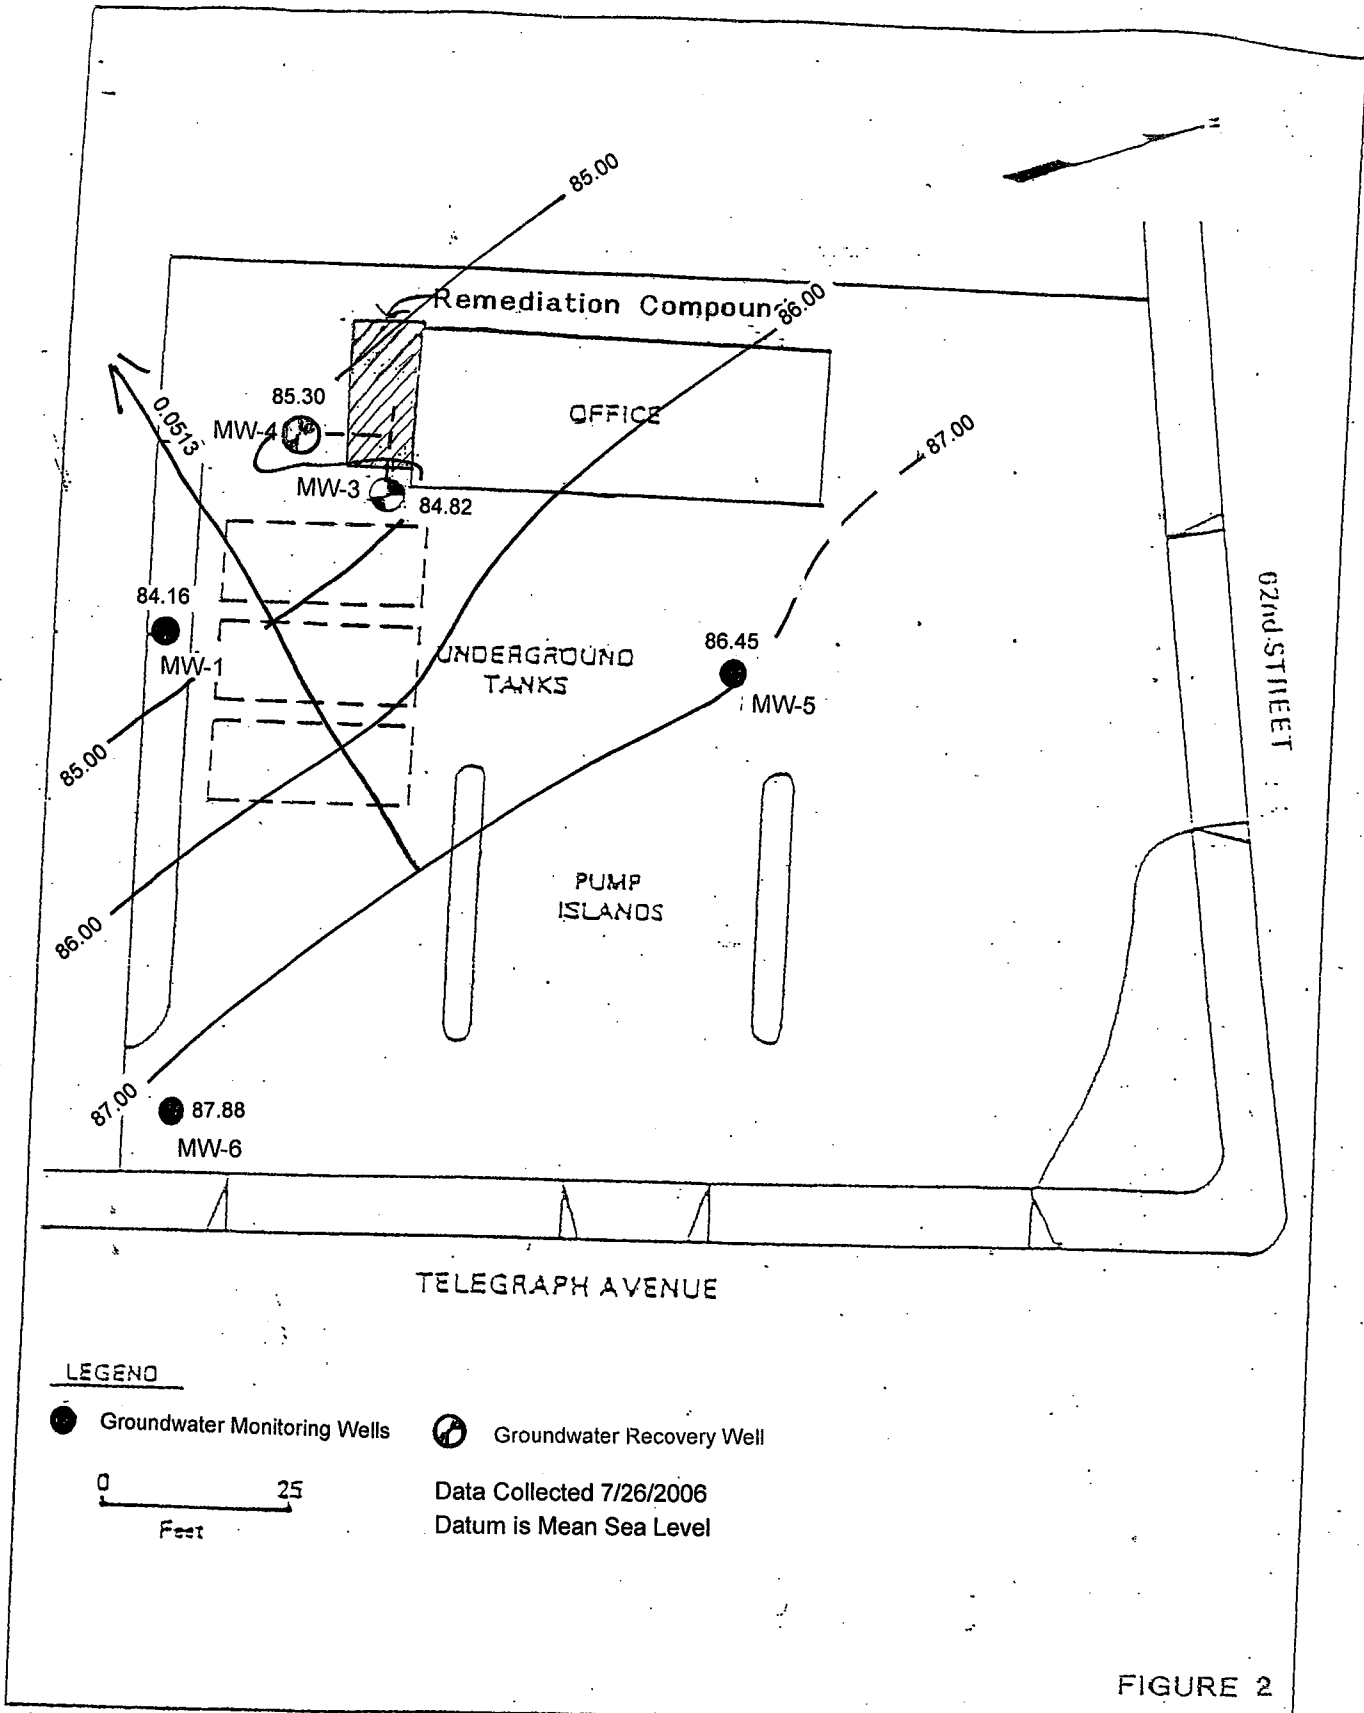 85.00
Remediation Compound
86.00
85.30
OFFICE
0.0513
MW-4
87.00
MW-3
84.82
84.16
62nd STREET
MW-1
UNDERGROUND
TANKS
86.45
MW-5
85.00
PUMP
ISLANDS
86.00
87.00
87.88
MW-6
TELEGRAPH AVENUE
LEGEND
Groundwater Monitoring Wells
Groundwater Recovery Well
0 25
Feet
Data Collected 7/26/2006
Datum is Mean Sea Level
FIGURE 2